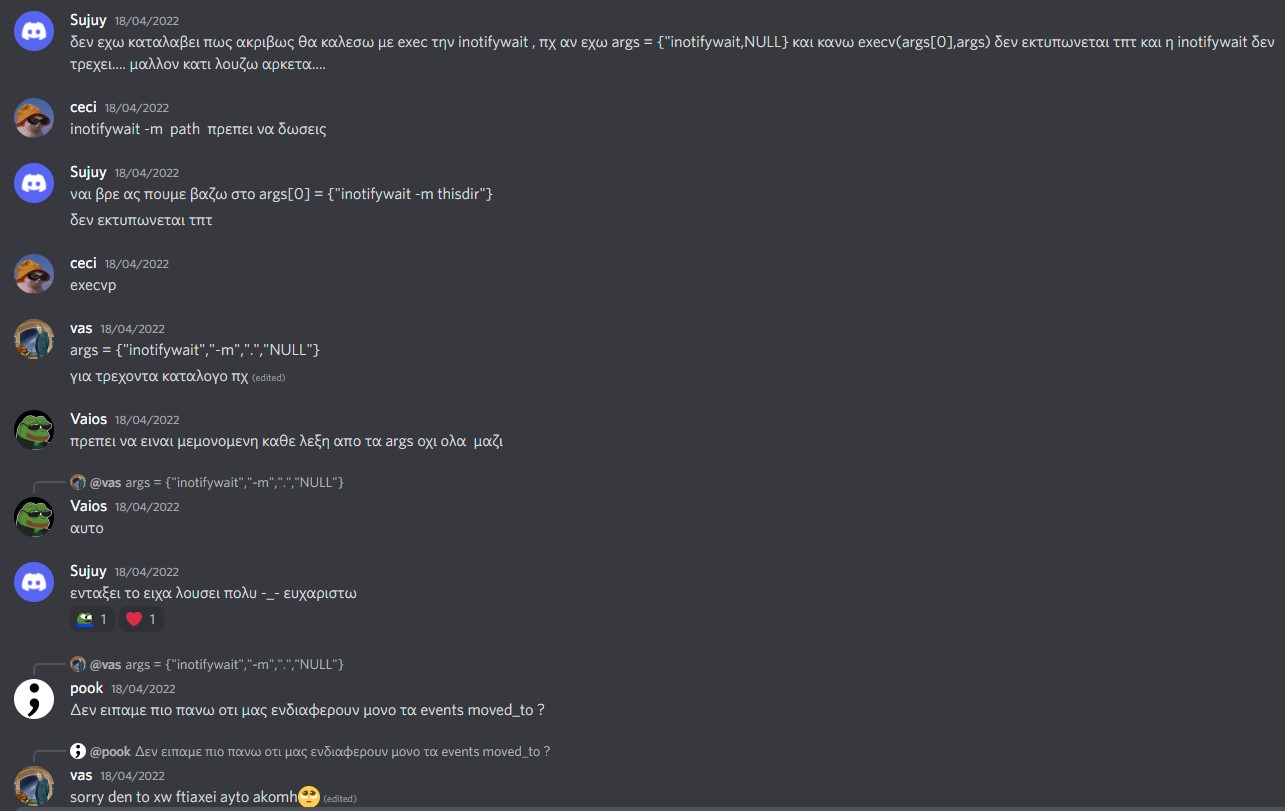 Sujuy 18/04/2022
δεν εχω καταλαβει πως ακριβως θα καλεσω με exec την inotifywait , πχ αν εχω args = {"inotifywait,NULL} και κανω execv(args[0],args) δεν εκτυπωνεται τπτ και η inotifywait δεν
τρεχει.... μαλλον κατι λουζω αρκετα....
ceci 18/04/2022
inotifywait -m path πρεπει να δωσεις
Sujuy 18/04/2022
ναι βρε ας πουμε βαζω στο args[0] = {"inotifywait -m thisdir"}
δεν εκτυπωνεται τπτ
ceci 18/04/2022
execvp
vas 18/04/2022
args = {"inotifywait","-m",".","NULL"}
για τρεχοντα καταλογο πχ (edited)
Vaios 18/04/2022
πρεπει να ειναι μεμονομενη καθε λεξη απο τα args οχι ολα μαζι
@vas args = {"inotifywait","-m",".","NULL"}
Vaios 18/04/2022
αυτο
Sujuy 18/04/2022
ενταξει το ειχα λουσει πολυ -_- ευχαριστω
1 ❤️ 1
@vas args = {"inotifywait","-m",".","NULL"}
pook 18/04/2022
Δεν ειπαμε πιο πανω οτι μας ενδιαφερουν μονο τα events moved_to ?
@pook Δεν ειπαμε πιο πανω οτι μας ενδιαφερουν μονο τα events moved_to ?
vas 18/04/2022
sorry den to xw ftiaxei ayto akomh🥺 (edited)